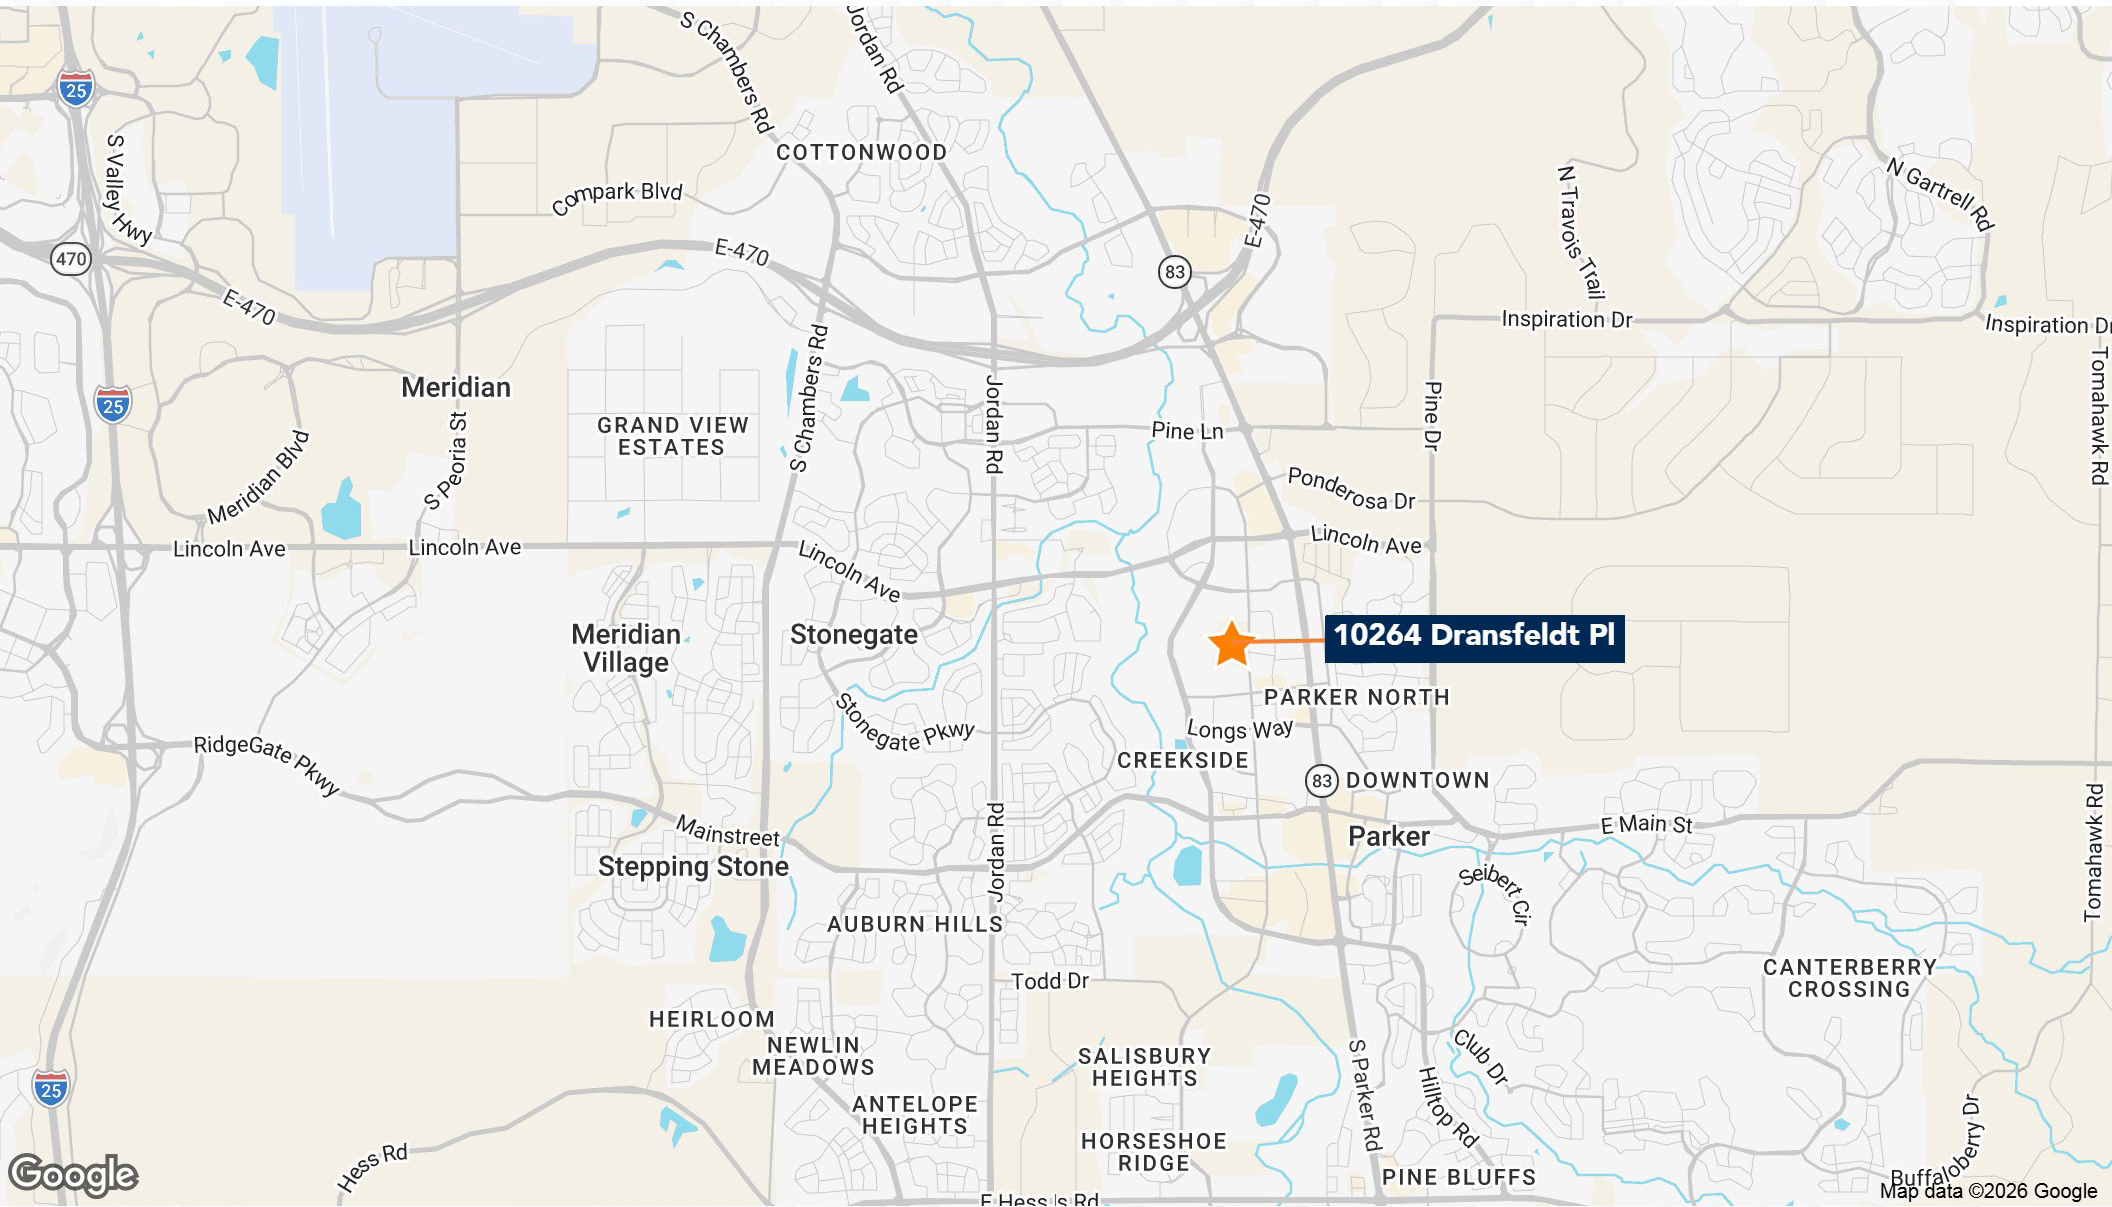 S Chambers Rd
Jordan Rd
25
S Valley Hwy
COTTONWOOD
N Gartrell Rd
Compark Blvd
N Travois Trail
E-470
E-470
470
83
E-470
Inspiration Dr
Inspiration Dr
Meridian
25
S Chambers Rd
Jordan Rd
Pine Dr
Tomahawk Rd
GRAND VIEW
ESTATES
Pine Ln
S Peoria St
Meridian Blvd
Ponderosa Dr
Lincoln Ave
Lincoln Ave
Lincoln Ave
Lincoln Ave
Meridian
Village
Stonegate
10264 Dransfeldt Pl
PARKER NORTH
Stonegate Pkwy
Longs Way
RidgeGate Pkwy
CREEKSIDE
83
DOWNTOWN
Mainstreet
Jordan Rd
Parker
E Main St
Tomahawk Rd
Stepping Stone
Seibert Cir
AUBURN HILLS
Todd Dr
CANTERBERRY
CROSSING
HEIRLOOM
NEWLIN
MEADOWS
SALISBURY
HEIGHTS
Club Dr
S Parker Rd
Hilltop Rd
25
ANTELOPE
HEIGHTS
HORSESHOE
RIDGE
Hess Rd
PINE BLUFFS
Buffaloberry Dr
Google
Map data ©2026 Google